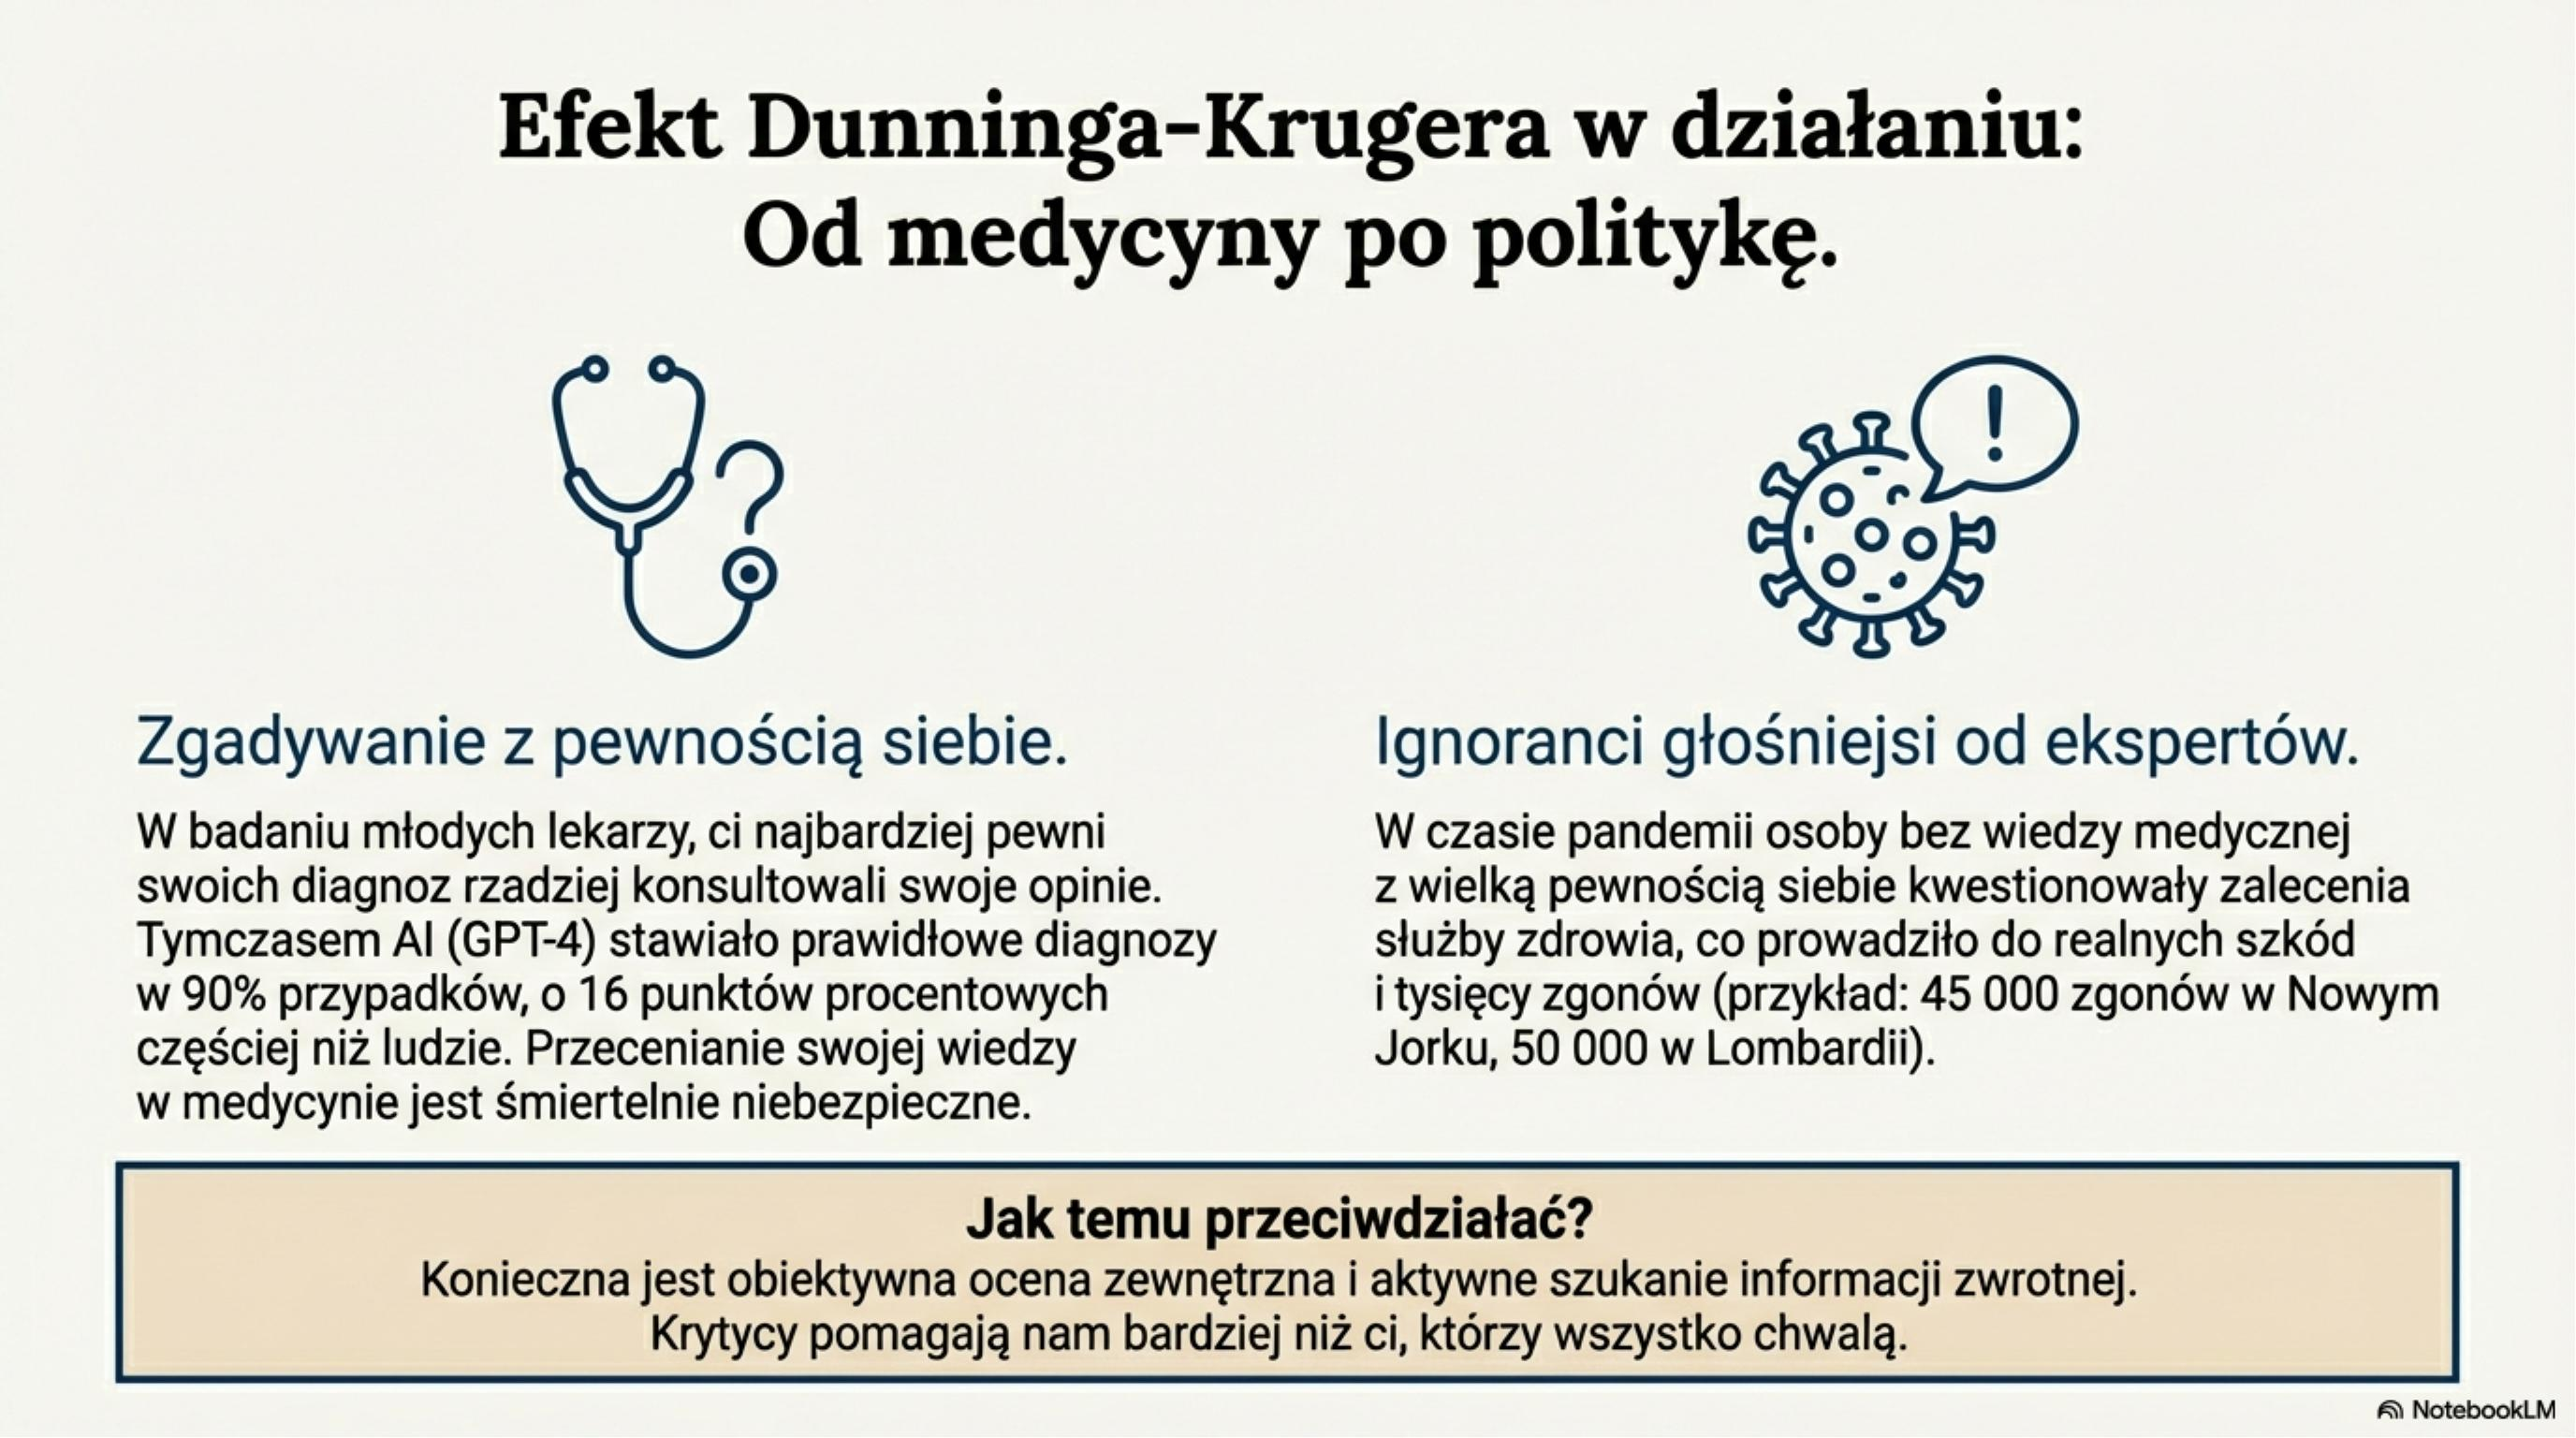 Efekt Dunninga-Krugera w działaniu:
Od medycyny po politykę.
Zgadywanie z pewnością siebie.
W badaniu młodych lekarzy, ci najbardziej pewni
swoich diagnoz rzadziej konsultowali swoje opinie.
Tymczasem AI (GPT-4) stawiało prawidłowe diagnozy
w 90% przypadków, o 16 punktów procentowych
częściej niż ludzie. Przecenianie swojej wiedzy
w medycynie jest śmiertelnie niebezpieczne.
Ignoranci głośniejsi od ekspertów.
W czasie pandemii osoby bez wiedzy medycznej
z wielką pewnością siebie kwestionowały zalecenia
służby zdrowia, co prowadziło do realnych szkód
i tysięcy zgonów (przykład: 45 000 zgonów w Nowym
Jorku, 50 000 w Lombardii).
Jak temu przeciwdziałać?
Konieczna jest obiektywna ocena zewnętrzna i aktywne szukanie informacji zwrotnej.
Krytycy pomagają nam bardziej niż ci, którzy wszystko chwalą.
NotebookLM